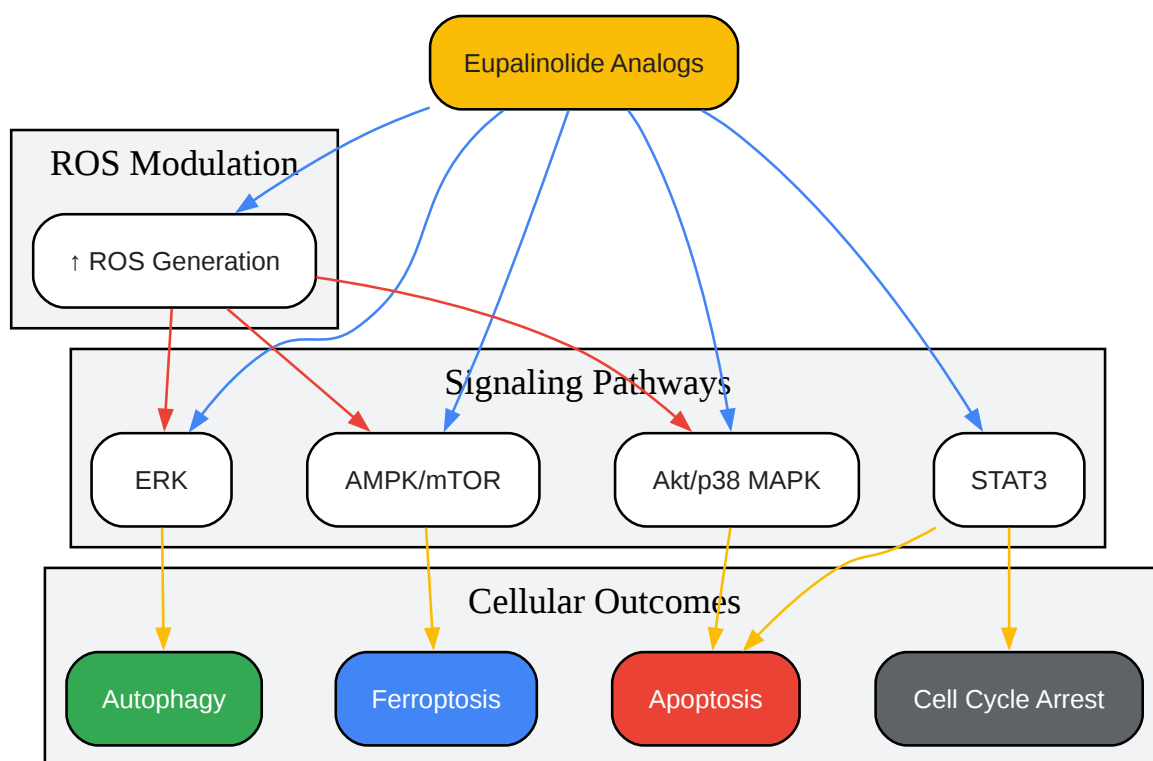 Eupalinolide Analogs
ROS Modulation
↑ ROS Generation
Signaling Pathways
ERK
AMPK/mTOR
Akt/p38 MAPK
STAT3
Cellular Outcomes
Autophagy
Ferroptosis
Apoptosis
Cell Cycle Arrest